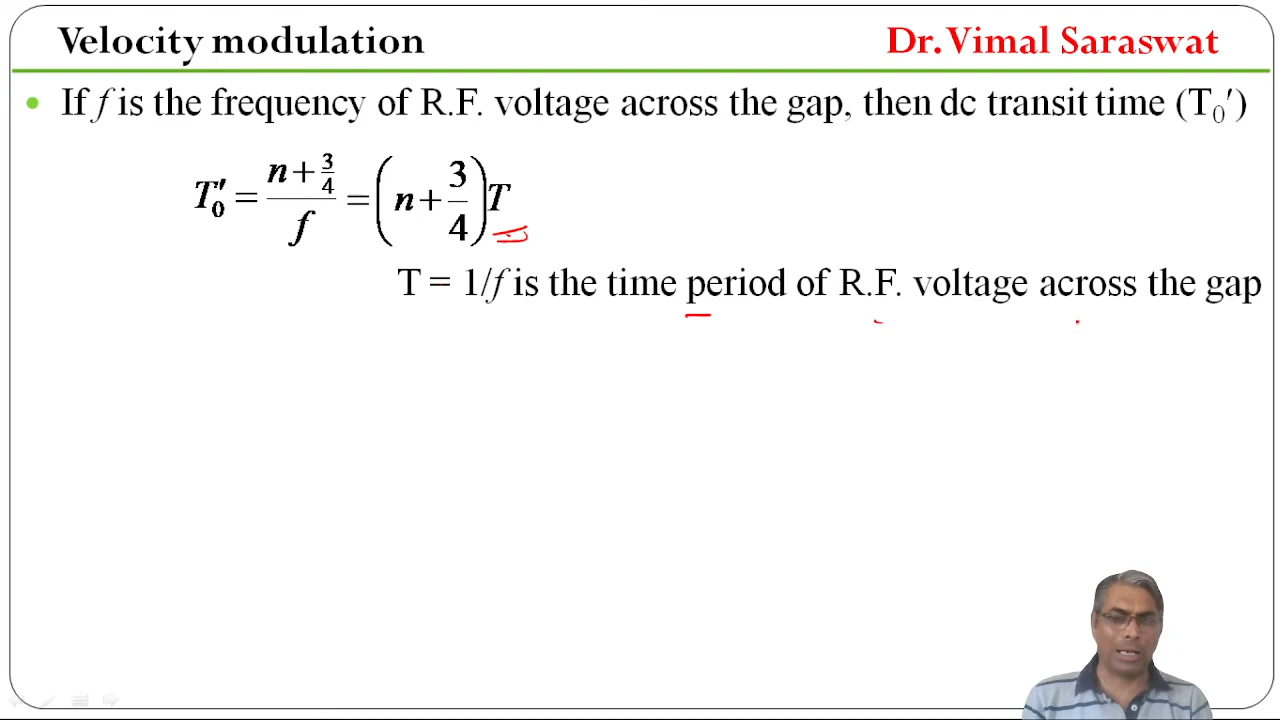 Velocity modulation Dr. Vimal Saraswat
• If f is the frequency of R.F. voltage across the gap, then dc transit time (T₀′)
T₀′ = (n + 3/4)/f = (n + 3/4) T
T = 1/f is the time period of R.F. voltage across the gap